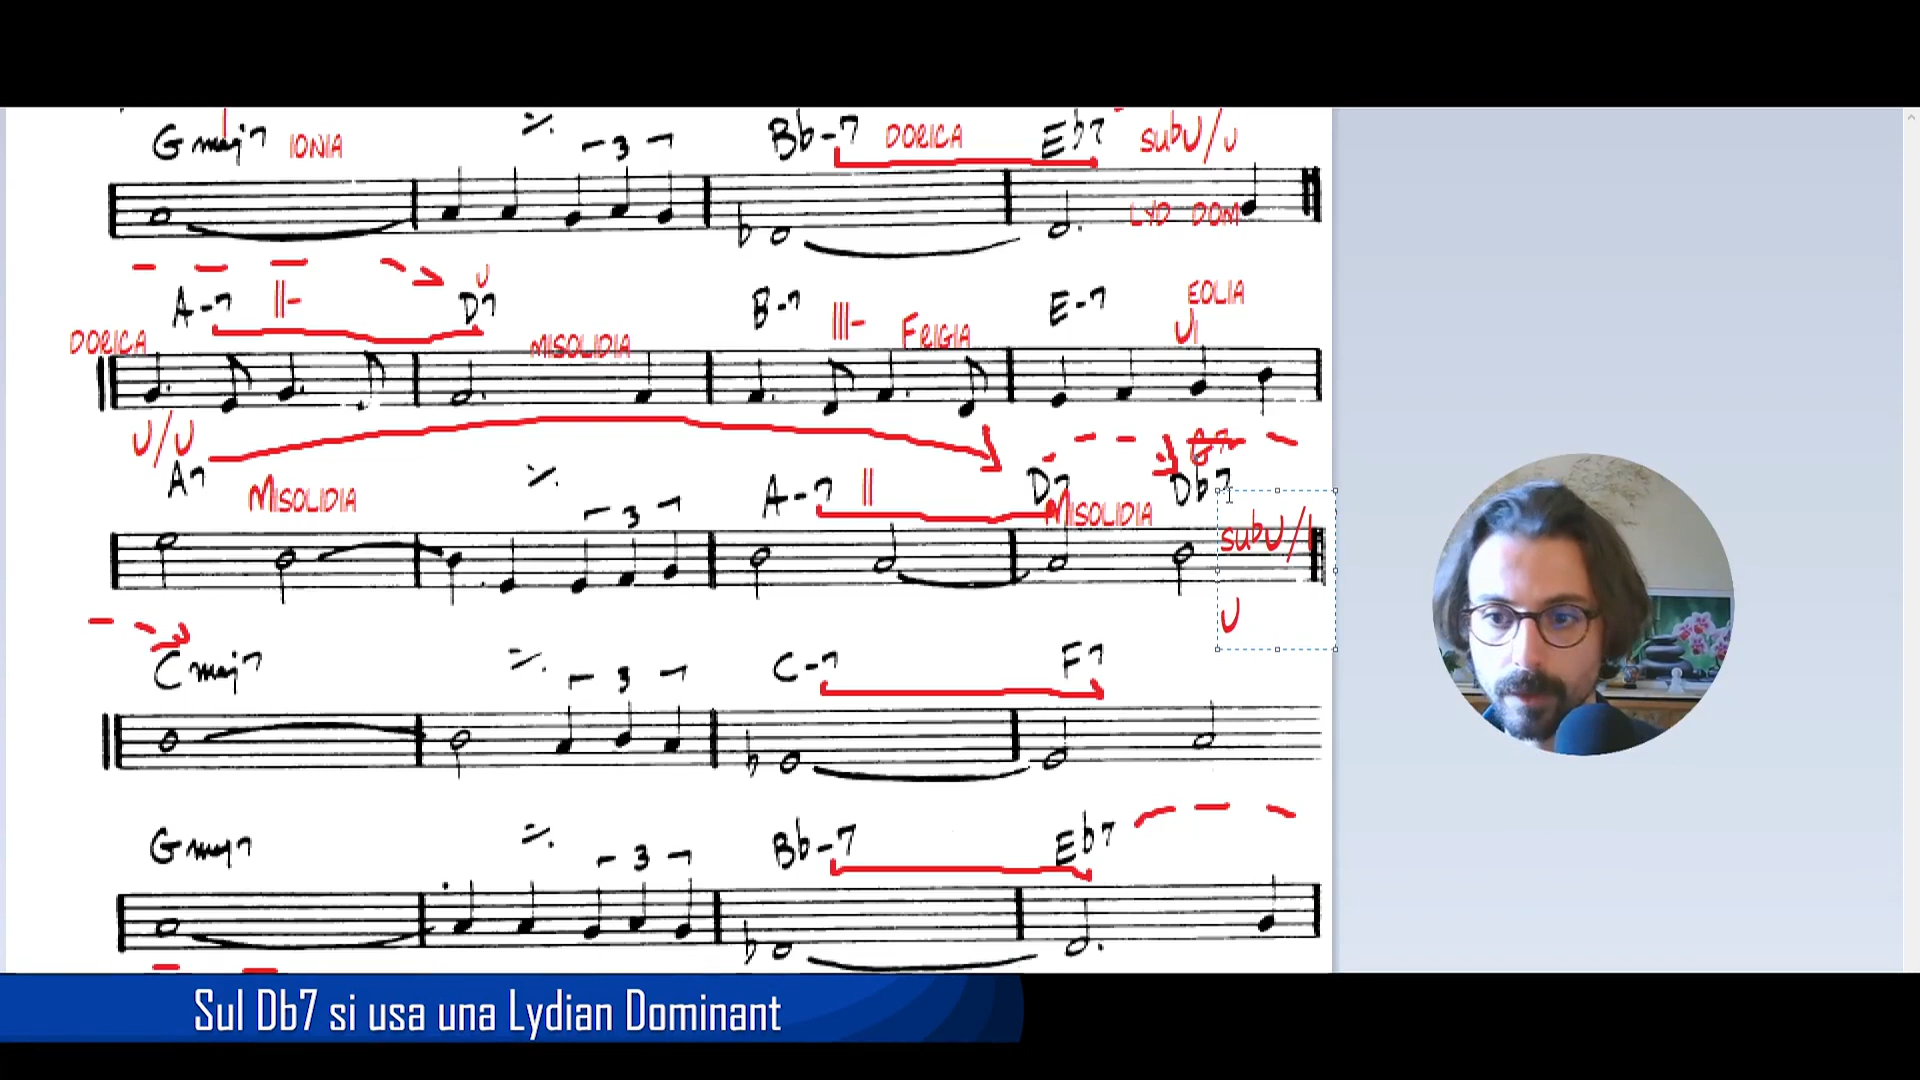 Gmaj7 IONIA ٪ 3 Bb-7 DORICA Eb7 subV/V
LYD DOM
A-7 II- V D7 B-7 III- E-7 EOLIA
DORICA MISOLIDIA FRIGIA VI
V/V
A7 MISOLIDIA ٪ 3 A-7 II D7 MISOLIDIA G7 Db7
subV/I
V
Cmaj7 ٪ 3 C-7 F7
Gmaj7 ٪ 3 Bb-7 Eb7
Sul Db7 si usa una Lydian Dominant